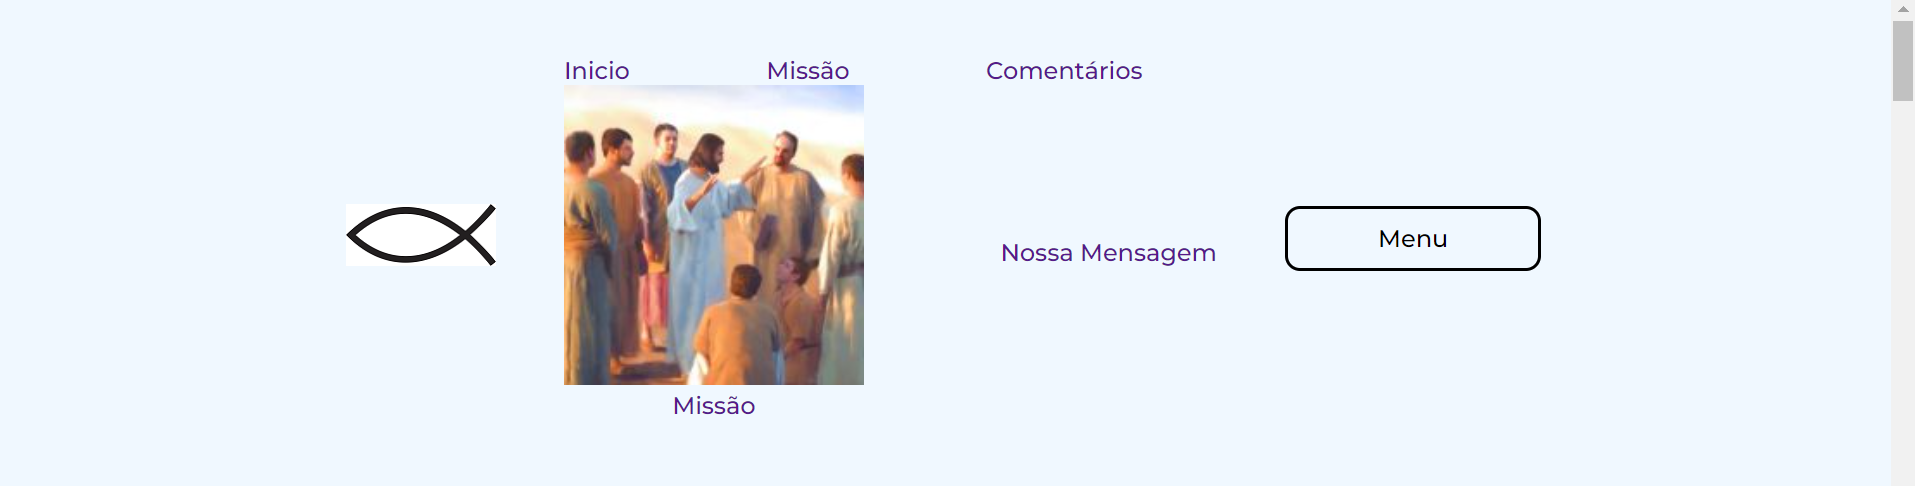 Inicio Missão Comentários
Nossa Mensagem
Menu
Missão